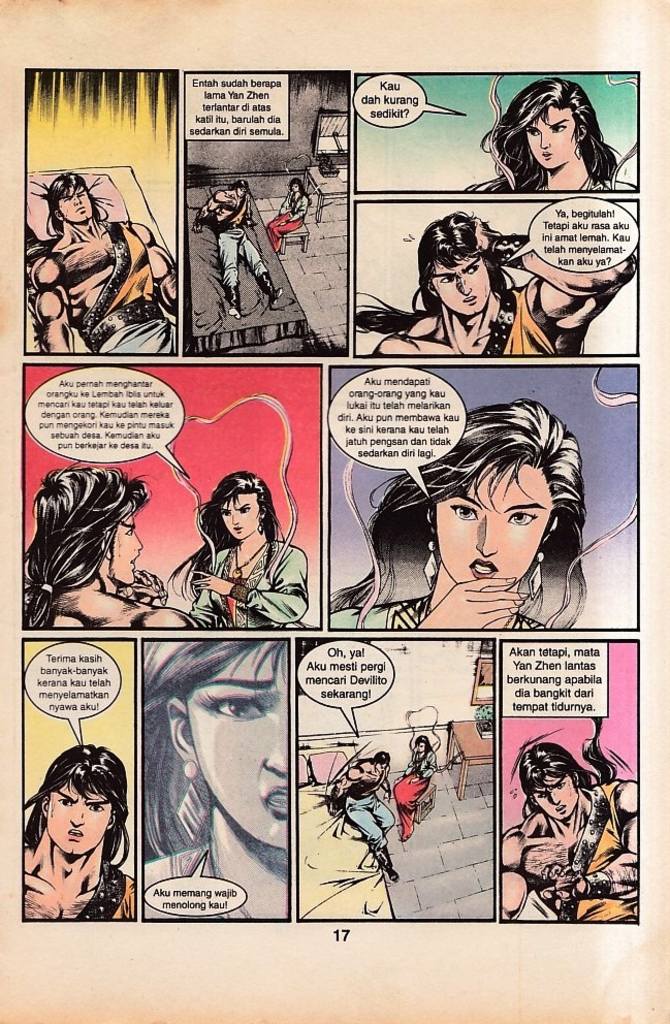 Entah sudah berapa
lama Yan Zhen
terlantar di atas
katil itu, barulah dia
sedarkan diri semula.
Kau
dah kurang
sedikit?
Ya, begitulah!
Tetapi aku rasa aku
ini amat lemah. Kau
telah menyelamat-
kan aku ya?
Aku pernah menghantar
orangku ke Lembah Iblis untuk
mencari kau tetapi kau telah keluar
dengan orang. Kemudian mereka
pun mengekori kau ke pintu masuk
sebuah desa. Kemudian aku
pun berkejar ke desa itu.
Aku mendapati
orang-orang yang kau
lukai itu telah melarikan
diri. Aku pun membawa kau
ke sini kerana kau telah
jatuh pengsan dan tidak
sedarkan diri lagi.
Terima kasih
banyak-banyak
kerana kau telah
menyelamatkan
nyawa aku!
Aku memang wajib
menolong kau!
Oh, ya!
Aku mesti pergi
mencari Devilito
sekarang!
Akan tetapi, mata
Yan Zhen lantas
berkunang apabila
dia bangkit dari
tempat tidurnya.
17